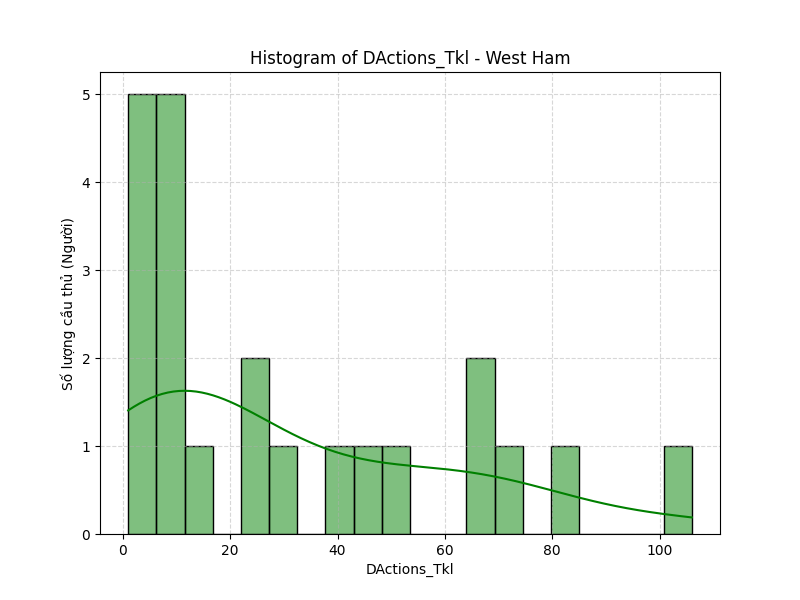 Histogram of DActions_Tkl - West Ham
Số lượng cầu thủ (Người)
5
4
3
2
1
0
0 20 40 60 80 100
DActions_Tkl